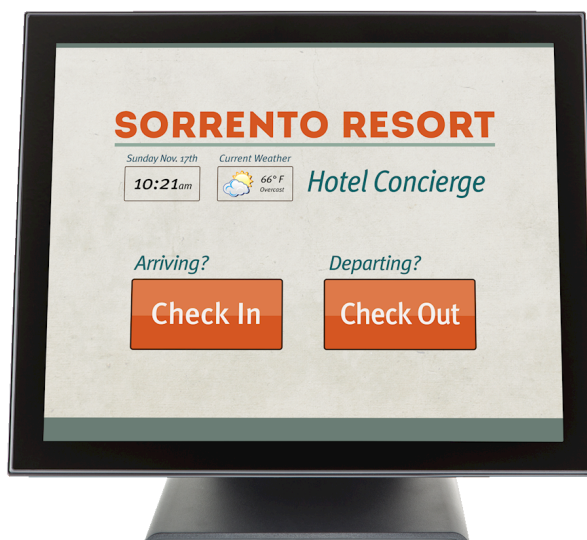 SORRENTO RESORT
Sunday Nov. 17th
Current Weather
10:21am
66° F
Overcast
Hotel Concierge
Arriving?
Departing?
Check In
Check Out